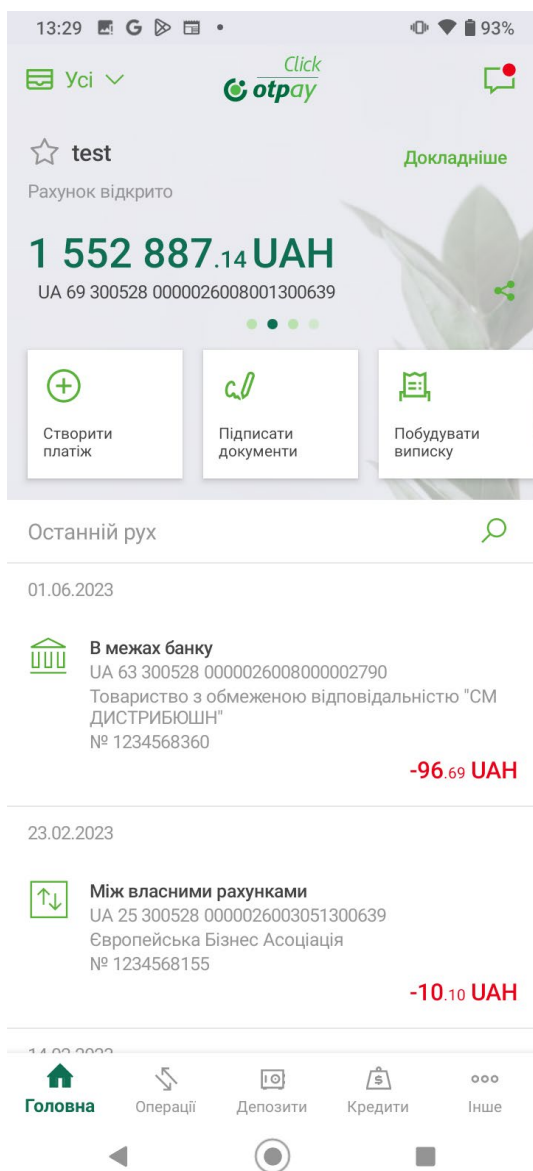 13:29
93%
Усі
Click
otpay
test
Докладніше
Рахунок відкрито
1 552 887.14 UAH
UA 69 300528 0000026008001300639
Створити
платіж
Підписати
документи
Побудувати
виписку
Останній рух
01.06.2023
В межах банку
UA 63 300528 0000026008000002790
Товариство з обмеженою відповідальністю "СМ
ДИСТРИБЮШН"
№ 1234568360
-96.69 UAH
23.02.2023
Між власними рахунками
UA 25 300528 0000026003051300639
Європейська Бізнес Асоціація
№ 1234568155
-10.10 UAH
Головна
Операції
Депозити
Кредити
Інше